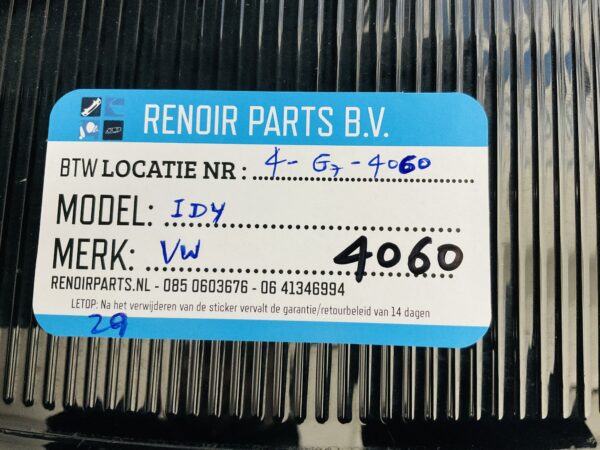 RENOIR PARTS B.V.
BTW LOCATIE NR : 4- G7 - 4060
MODEL: ID4
MERK: VW 4060
RENOIRPARTS.NL - 085 0603676 - 06 41346994
LETOP: Na het verwijderen van de sticker vervalt de garantie/retourbeleid van 14 dagen
29